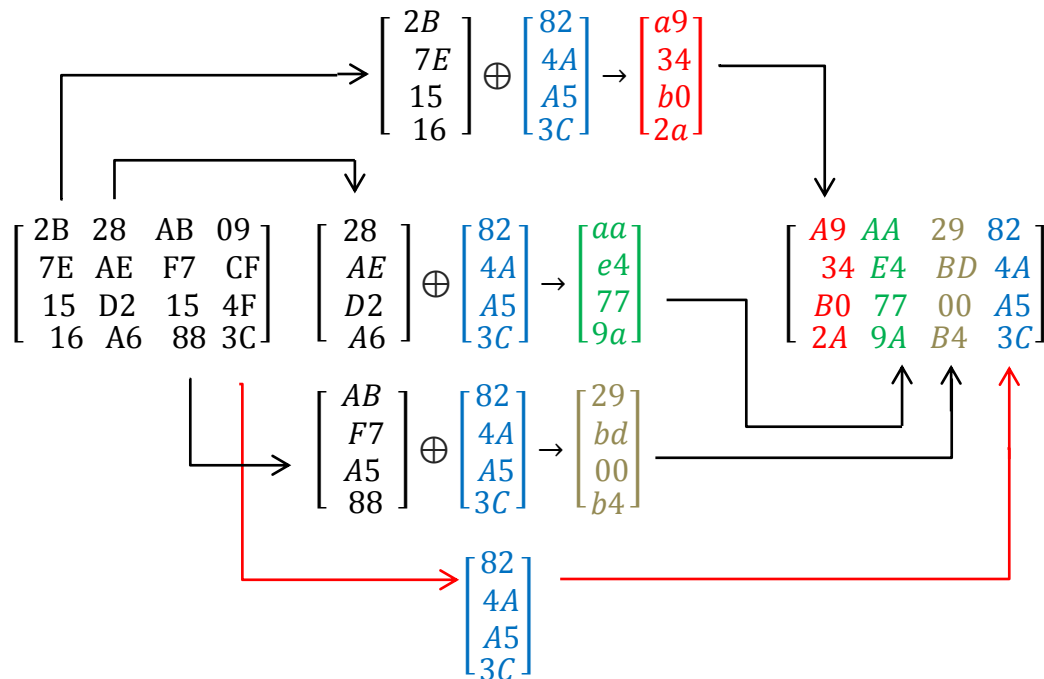 [2B 7E 15 16] ⊕ [82 4A A5 3C] → [a9 34 b0 2a]
2B 28 AB 09
7E AE F7 CF
15 D2 15 4F
16 A6 88 3C
[28 AE D2 A6] ⊕ [82 4A A5 3C] → [aa e4 77 9a]
A9 AA 29 82
34 E4 BD 4A
B0 77 00 A5
2A 9A B4 3C
[AB F7 A5 88] ⊕ [82 4A A5 3C] → [29 bd 00 b4]
[82 4A A5 3C]